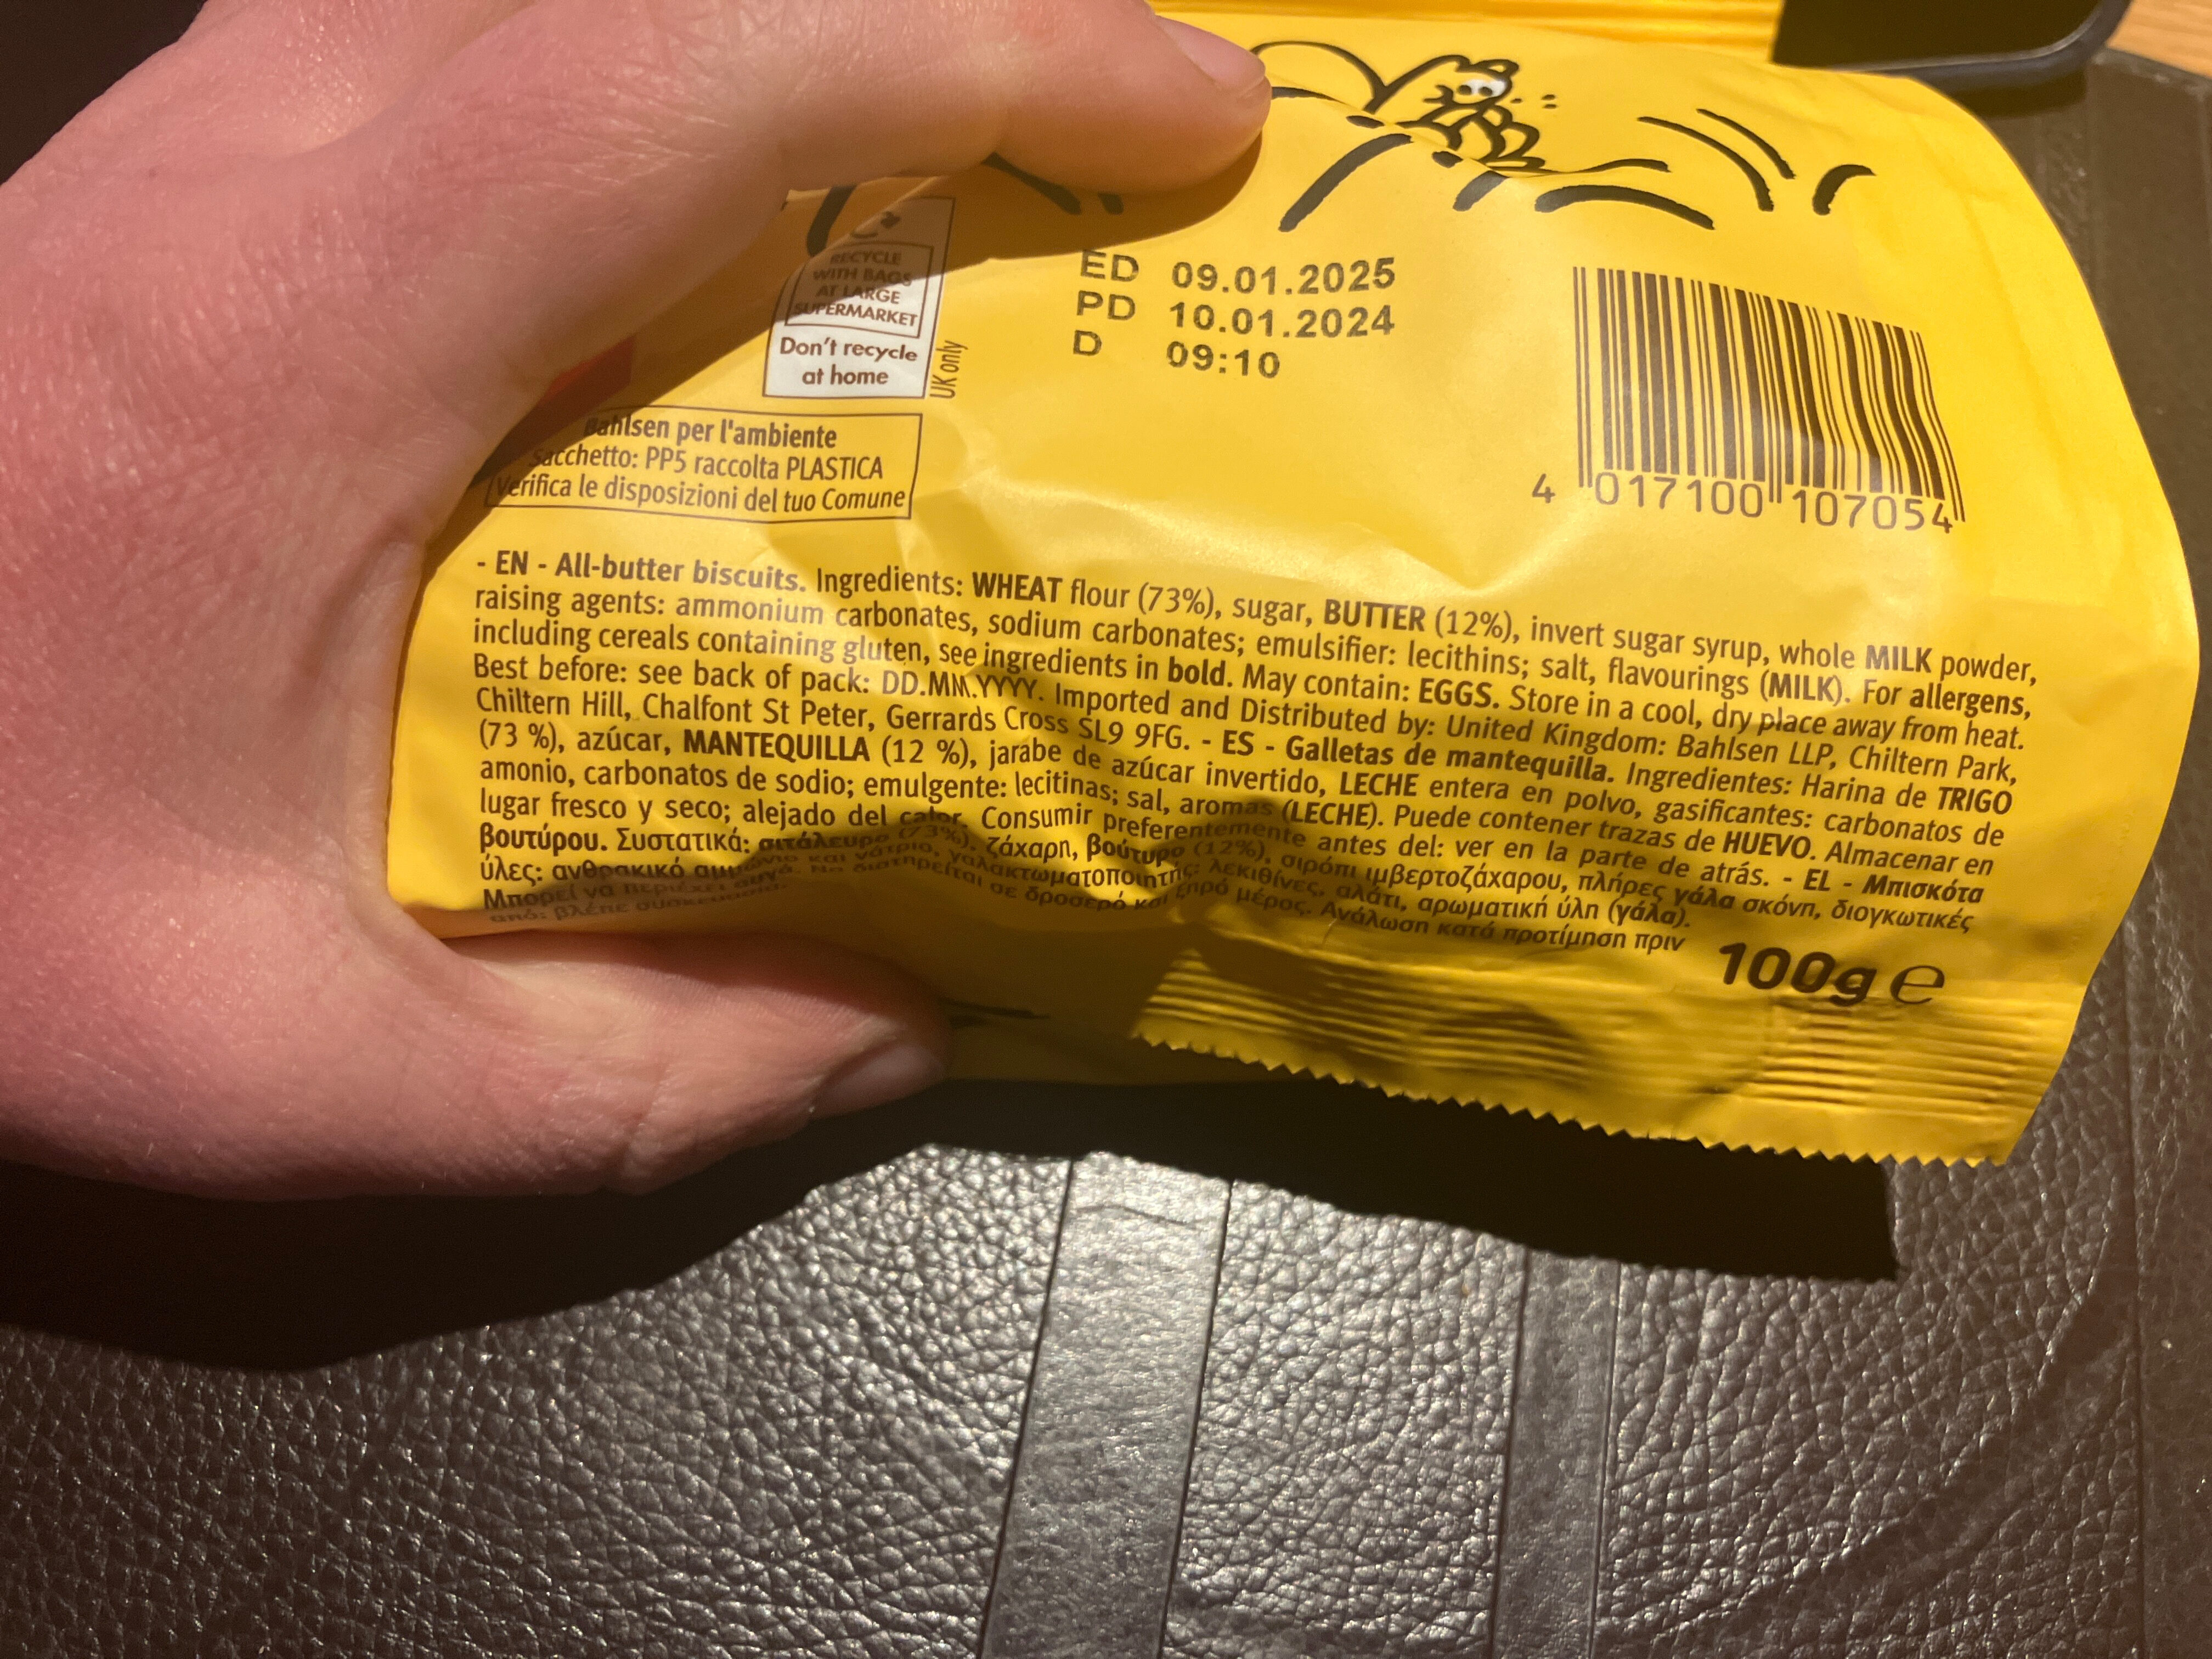 RECYCLE
WITH BAGS
AT LARGE
SUPERMARKET
Don't recycle
at home
UK only
ED 09.01.2025
PD 10.01.2024
D 09:10
4 017100 107054
Bahlsen per l'ambiente
Sacchetto: PP5 raccolta PLASTICA
Verifica le disposizioni del tuo Comune
- EN - All-butter biscuits. Ingredients: WHEAT flour (73%), sugar, BUTTER (12%), invert sugar syrup, whole MILK powder,
raising agents: ammonium carbonates, sodium carbonates; emulsifier: lecithins; salt, flavourings (MILK). For allergens,
including cereals containing gluten, see ingredients in bold. May contain: EGGS. Store in a cool, dry place away from heat.
Best before: see back of pack: DD.MM.YYYY. Imported and Distributed by: United Kingdom: Bahlsen LLP, Chiltern Park,
Chiltern Hill, Chalfont St Peter, Gerrards Cross SL9 9FG. - ES - Galletas de mantequilla. Ingredientes: Harina de TRIGO
(73 %), azúcar, MANTEQUILLA (12 %), jarabe de azúcar invertido, LECHE entera en polvo, gasificantes: carbonatos de
amonio, carbonatos de sodio; emulgente: lecitinas; sal, aromas (LECHE). Puede contener trazas de HUEVO. Almacenar en
lugar fresco y seco; alejado del calor. Consumir preferentemente antes del: ver en la parte de atrás. - EL - Μπισκότα
βουτύρου. Συστατικά: σιτάλευρο (73%), ζάχαρη, βούτυρο (12%), σιρόπι ιμβερτοζάχαρου, πλήρες γάλα σκόνη, διογκωτικές
ύλες: ανθρακικό αμμώνιο και νάτριο, γαλακτωματοποιητής: λεκιθίνες, αλάτι, αρωματική ύλη (γάλα).
Μπορεί να περιέχει αυγά. Να διατηρείται σε δροσερό και ξηρό μέρος. Ανάλωση κατά προτίμηση πριν
από: βλέπε συσκευασία.
100g e